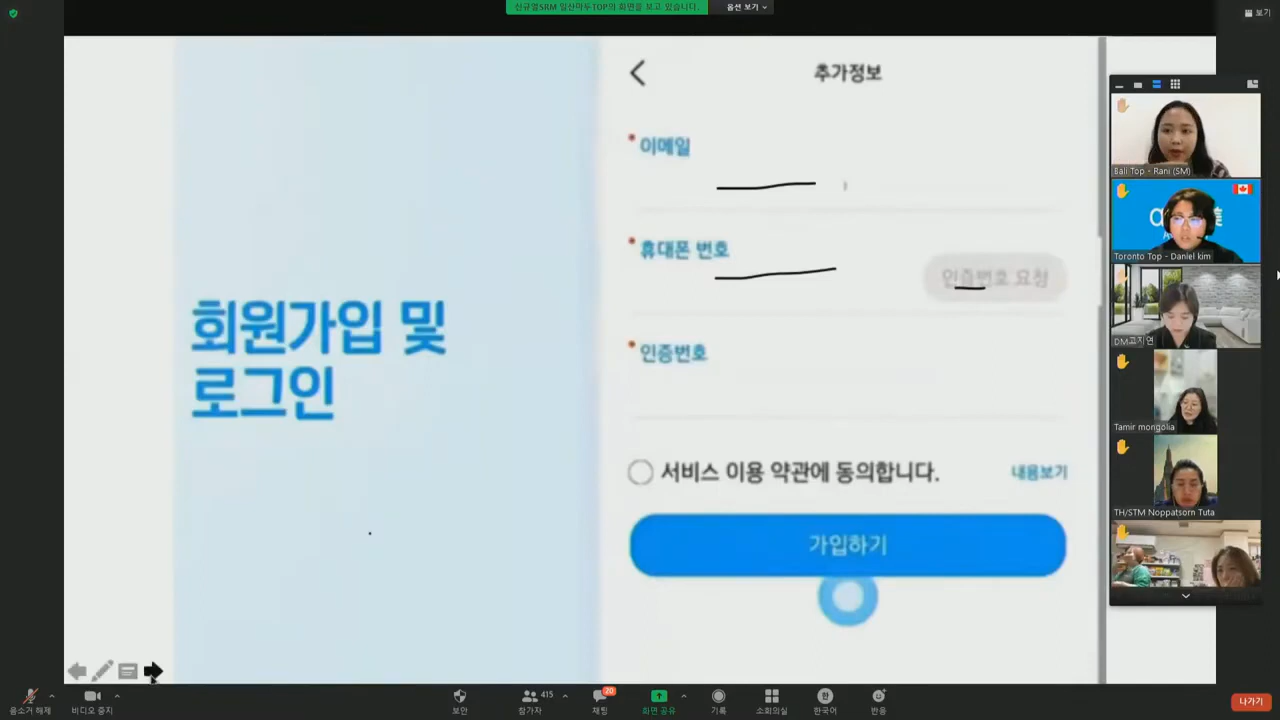 신규열SRM 일산마두TOP의 화면을 보고 있습니다.
옵션 보기
보기
추가정보
이메일
휴대폰 번호
인증번호 요청
인증번호
회원가입 및
로그인
서비스 이용 약관에 동의합니다.
내용보기
가입하기
Bali Top - Rani (SM)
Toronto Top - Daniel kim
DM고지연
Tamir mongolia
TH/STM Noppatsorn Tuta
음소거 해제
비디오 중지
보안
415
참가자
20
채팅
화면 공유
기록
소회의실
한
한국어
반응
나가기